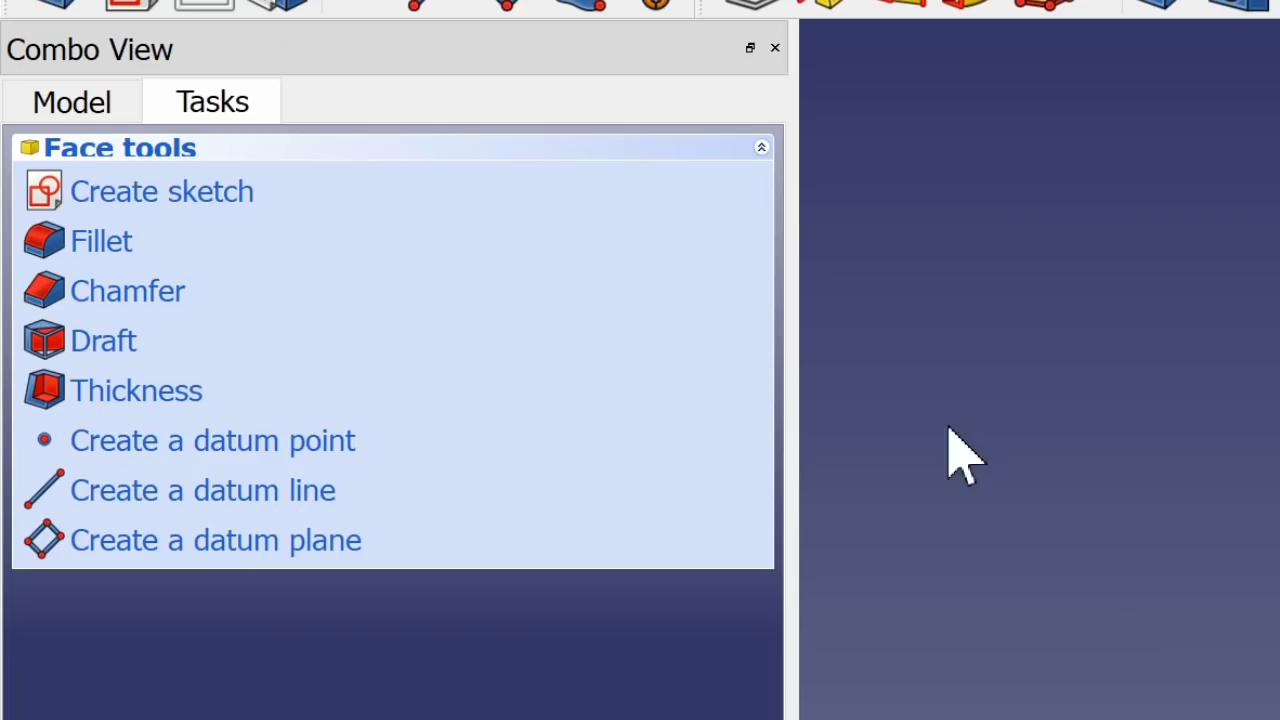 Combo View
Model
Tasks
Face tools
Create sketch
Fillet
Chamfer
Draft
Thickness
Create a datum point
Create a datum line
Create a datum plane